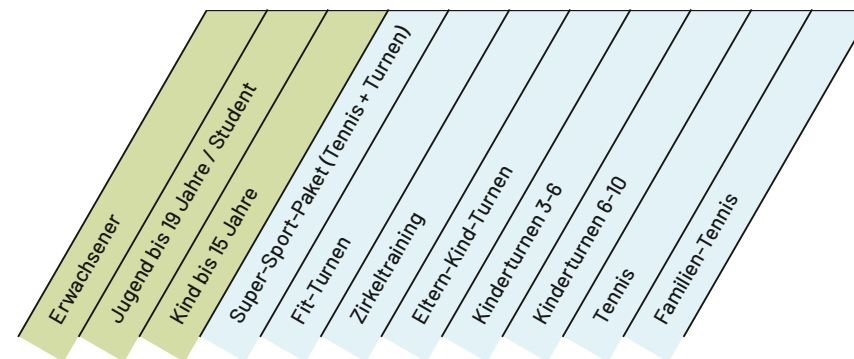 Erwachsener
Jugend bis 19 Jahre / Student
Kind bis 15 Jahre
Super-Sport-Paket (Tennis + Turnen)
Fit-Turnen
Zirkeltraining
Eltern-Kind-Turnen
Kinderturnen 3-6
Kinderturnen 6-10
Tennis
Familien-Tennis